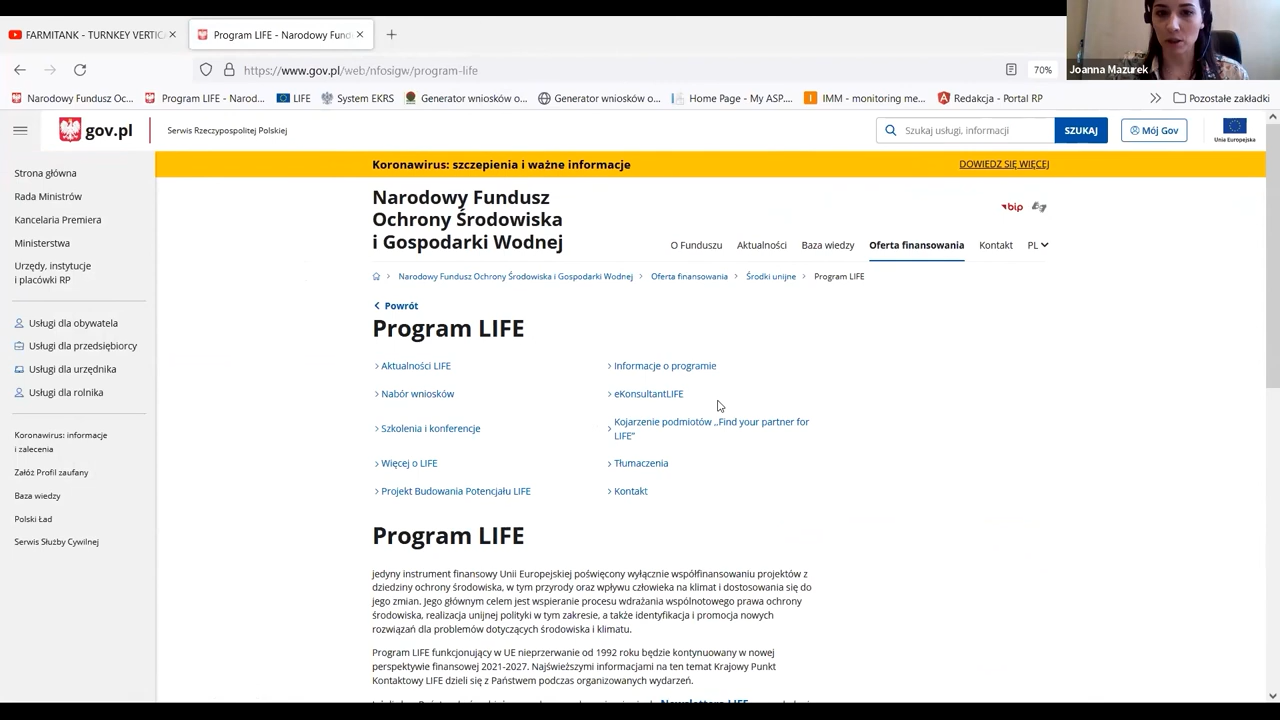 FARMITANK - TURNKEY VERTIC
Program LIFE - Narodowy Fund
https://www.gov.pl/web/nfosigw/program-life
70%
Joanna Mazurek
Narodowy Fundusz Oc...
Program LIFE - Narod...
LIFE
System EKRS
Generator wniosków o...
Generator wniosków o...
Home Page - My ASP....
IMM - monitoring me...
Redakcja - Portal RP
Pozostałe zakładki
gov.pl
Serwis Rzeczypospolitej Polskiej
Szukaj usługi, informacji
SZUKAJ
Mój Gov
Unia Europejska
Strona główna
Rada Ministrów
Kancelaria Premiera
Ministerstwa
Urzędy, instytucje
i placówki RP
Usługi dla obywatela
Usługi dla przedsiębiorcy
Usługi dla urzędnika
Usługi dla rolnika
Koronawirus: informacje
i zalecenia
Załóż Profil zaufany
Baza wiedzy
Polski Ład
Serwis Służby Cywilnej
Koronawirus: szczepienia i ważne informacje
DOWIEDZ SIĘ WIĘCEJ
Narodowy Fundusz
Ochrony Środowiska
i Gospodarki Wodnej
bip
O Funduszu
Aktualności
Baza wiedzy
Oferta finansowania
Kontakt
PL
Narodowy Fundusz Ochrony Środowiska i Gospodarki Wodnej
Oferta finansowania
Środki unijne
Program LIFE
Powrót
Program LIFE
Aktualności LIFE
Informacje o programie
Nabór wniosków
eKonsultantLIFE
Szkolenia i konferencje
Kojarzenie podmiotów „Find your partner for
LIFE”
Więcej o LIFE
Tłumaczenia
Projekt Budowania Potencjału LIFE
Kontakt
Program LIFE
jedyny instrument finansowy Unii Europejskiej poświęcony wyłącznie współfinansowaniu projektów z
dziedziny ochrony środowiska, w tym przyrody oraz wpływu człowieka na klimat i dostosowania się do
jego zmian. Jego głównym celem jest wspieranie procesu wdrażania wspólnotowego prawa ochrony
środowiska, realizacja unijnej polityki w tym zakresie, a także identyfikacja i promocja nowych
rozwiązań dla problemów dotyczących środowiska i klimatu.
Program LIFE funkcjonujący w UE nieprzerwanie od 1992 roku będzie kontynuowany w nowej
perspektywie finansowej 2021-2027. Najświeższymi informacjami na ten temat Krajowy Punkt
Kontaktowy LIFE dzieli się z Państwem podczas organizowanych wydarzeń.